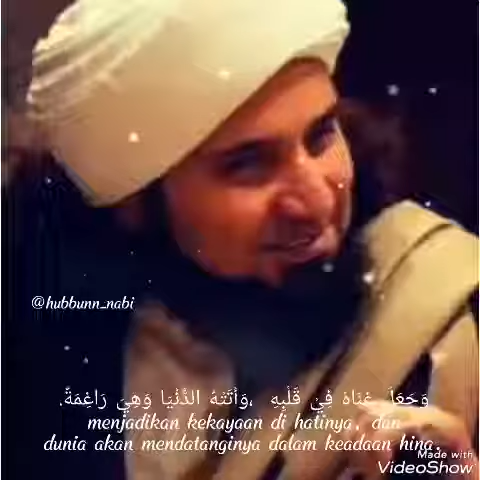 @hubbunn_nabi
وَجَعَلَ غِنَاهُ فِيْ قَلْبِهِ ،وَأَتَتْهُ الدُّنْيَا وَهِيَ رَاغِمَةٌ.
menjadikan kekayaan di hatinya, dan
dunia akan mendatanginya dalam keadaan hina.
Made with
VideoShow